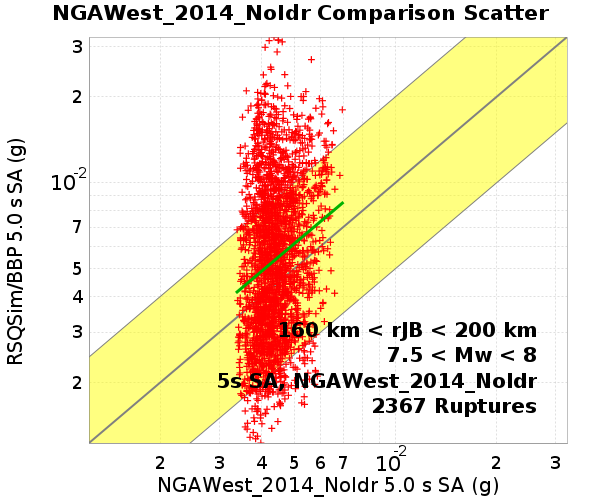 NGAWest_2014_NoIdr Comparison Scatter
RSQSim/BBP 5.0 s SA (g)
3
2
10-2
7
5
4
3
2
160 km < rJB < 200 km
7.5 < Mw < 8
5s SA, NGAWest_2014_NoIdr
2367 Ruptures
2 3 4 5 6 7 10-2 2 3
NGAWest_2014_NoIdr 5.0 s SA (g)